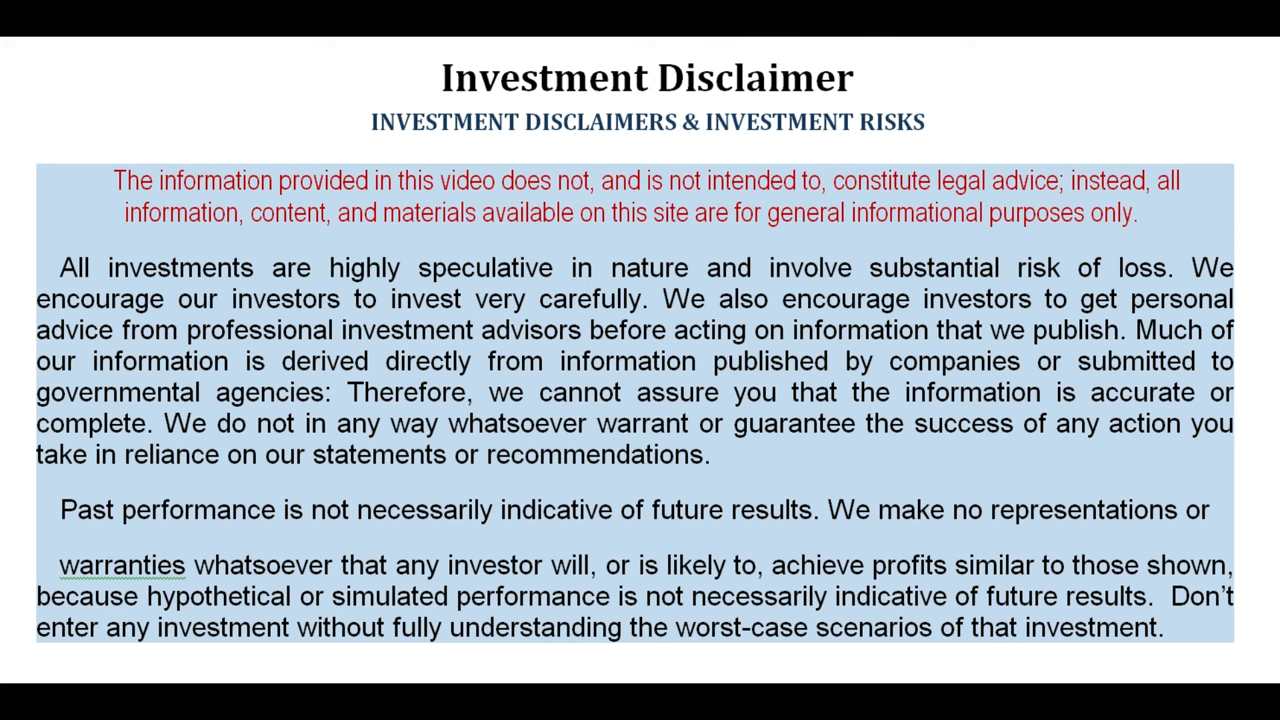 Investment Disclaimer
INVESTMENT DISCLAIMERS & INVESTMENT RISKS
The information provided in this video does not, and is not intended to, constitute legal advice; instead, all
information, content, and materials available on this site are for general informational purposes only.
All investments are highly speculative in nature and involve substantial risk of loss. We
encourage our investors to invest very carefully. We also encourage investors to get personal
advice from professional investment advisors before acting on information that we publish. Much of
our information is derived directly from information published by companies or submitted to
governmental agencies: Therefore, we cannot assure you that the information is accurate or
complete. We do not in any way whatsoever warrant or guarantee the success of any action you
take in reliance on our statements or recommendations.
Past performance is not necessarily indicative of future results. We make no representations or
warranties whatsoever that any investor will, or is likely to, achieve profits similar to those shown,
because hypothetical or simulated performance is not necessarily indicative of future results.  Don’t
enter any investment without fully understanding the worst-case scenarios of that investment.